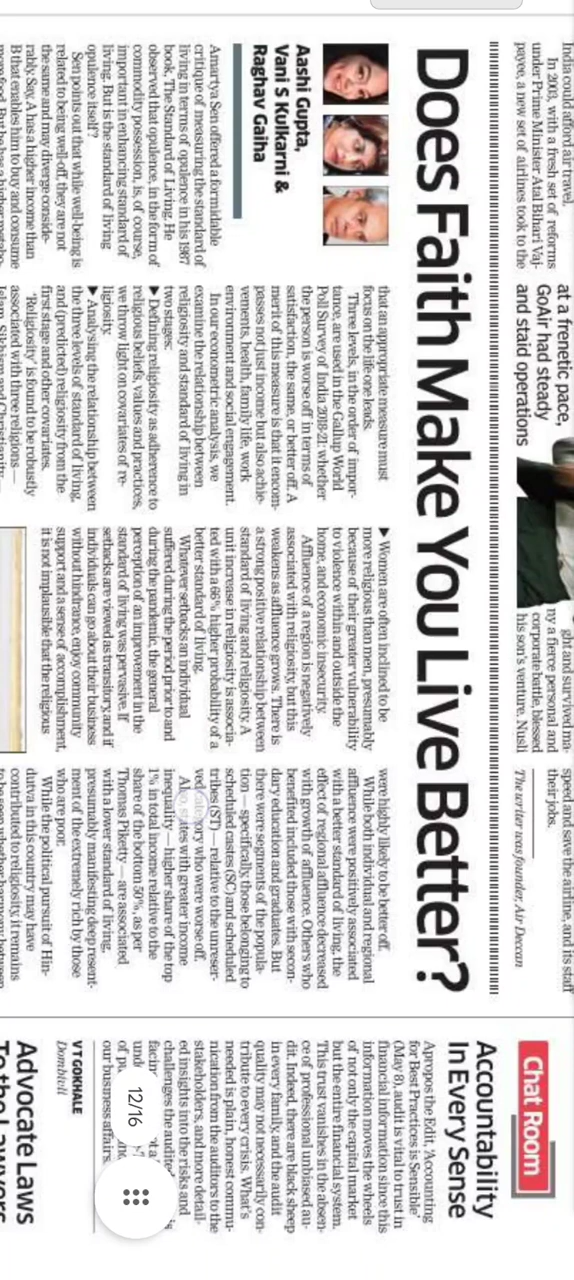 India could afford air travel.
In 2003, with a fresh set of reforms
under Prime Minister Atal Bihari Vaj-
payee, a new set of airlines took to the
at a frenetic pace,
GoAir had steady
and staid operations
ght and survived ma-
ny a fierce personal and
corporate battle, blessed
his son's venture. Nusli
speed and save the airline, and its staff
their jobs.
The writer was founder, Air Deccan
Does Faith Make You Live Better?
Aashi Gupta,
Vani S Kulkarni &
Raghav Gaiha
Amartya Sen offered a formidable
critique of measuring the standard of
living in terms of opulence in his 1987
book, The Standard of Living. He
observed that opulence, in the form of
commodity possession, is, of course,
important in enhancing standard of
living. But is the standard of living
opulence itself?
Sen points out that while well-being is
related to being well-off, they are not
the same and may diverge conside-
rably. Say, A has a higher income than
B that enables him to buy and consume
more food. But he has a higher metabo-
that an appropriate measure must
focus on the life one leads.
Three levels, in the order of impor-
tance, are used in the Gallup World
Poll Survey of India 2018-21: whether
the person is worse off in terms of
satisfaction, the same, or better off. A
merit of this measure is that it encom-
passes not just income but also achie-
vements, health, family life, work
environment and social engagement.
In our econometric analysis, we
examine the relationship between
religiosity and standard of living in
two stages:
▶ Defining religiosity as adherence to
religious beliefs, values and practices,
we throw light on covariates of re-
ligiosity.
▶ Analysing the relationship between
the three levels of standard of living,
and (predicted) religiosity from the
first stage and other covariates.
'Religiosity' is found to be robustly
associated with three religions —
Islam, Sikhism and Christianity —
▶ Women are often inclined to be
more religious than men, presumably
because of their greater vulnerability
to violence within and outside the
home, and economic insecurity.
Affluence of a region is negatively
associated with religiosity, but this
weakens as affluence grows. There is
a strong positive relationship between
standard of living and religiosity. A
unit increase in religiosity is associa-
ted with a 66% higher probability of a
better standard of living.
Whatever setbacks an individual
suffered during the period prior to and
during the pandemic, the general
perception of an improvement in the
standard of living was pervasive. If
setbacks are viewed as transitory, and if
individuals can go about their business
without hindrance, enjoy community
support and a sense of accomplishment,
it is not implausible that the religious
were highly likely to be better off.
While both individual and regional
affluence were positively associated
with a better standard of living, the
effect of regional affluence decreased
with growth of affluence. Others who
benefited included those with secon-
dary education and graduates. But
there were segments of the popula-
tion — specifically, those belonging to
scheduled castes (SC) and scheduled
tribes (ST) — relative to the unreser-
ved category who were worse off.
Also, states with greater income
inequality — higher share of the top
1% in total income relative to the
share of the bottom 50%, as per
Thomas Piketty — are associated
with a lower standard of living,
presumably manifesting deep resent-
ment of the extremely rich by those
who are poor.
While the political pursuit of Hin-
dutva in this country may have
contributed to religiosity, it remains
to be seen whether harmony between
Chat Room
Accountability
In Every Sense
Apropos the Edit, 'Accounting
for Best Practices is Sensible'
(May 8), audit is vital to trust in
financial information since this
information moves the wheels
of not only the capital market
but the entire financial system.
This trust vanishes in the absen-
ce of professional unbiased au-
dit. Indeed, there are black sheep
in every family, and the audit
quality may not necessarily con-
tribute to every crisis. What's
needed is plain, honest commu-
nication from the auditors to the
stakeholders, and more detail-
ed insights into the risks and
challenges the audited
facing
of
our business affairs.
VT GOKHALE
Dombivli
Advocate Laws
To the Lawyers
12/16